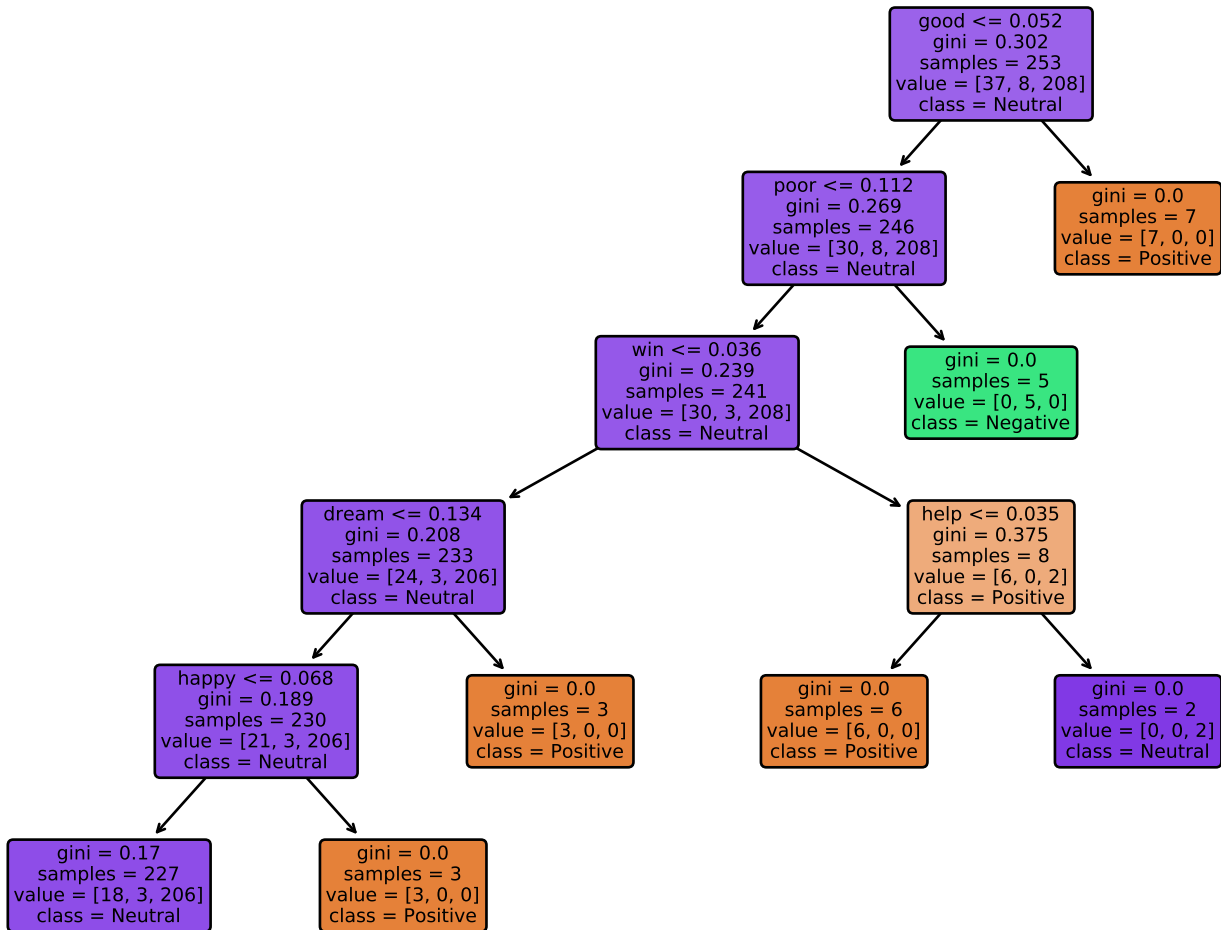 good <= 0.052
gini = 0.302
samples = 253
value = [37, 8, 208]
class = Neutral
poor <= 0.112
gini = 0.269
samples = 246
value = [30, 8, 208]
class = Neutral
gini = 0.0
samples = 7
value = [7, 0, 0]
class = Positive
win <= 0.036
gini = 0.239
samples = 241
value = [30, 3, 208]
class = Neutral
gini = 0.0
samples = 5
value = [0, 5, 0]
class = Negative
dream <= 0.134
gini = 0.208
samples = 233
value = [24, 3, 206]
class = Neutral
help <= 0.035
gini = 0.375
samples = 8
value = [6, 0, 2]
class = Positive
happy <= 0.068
gini = 0.189
samples = 230
value = [21, 3, 206]
class = Neutral
gini = 0.0
samples = 3
value = [3, 0, 0]
class = Positive
gini = 0.0
samples = 6
value = [6, 0, 0]
class = Positive
gini = 0.0
samples = 2
value = [0, 0, 2]
class = Neutral
gini = 0.17
samples = 227
value = [18, 3, 206]
class = Neutral
gini = 0.0
samples = 3
value = [3, 0, 0]
class = Positive